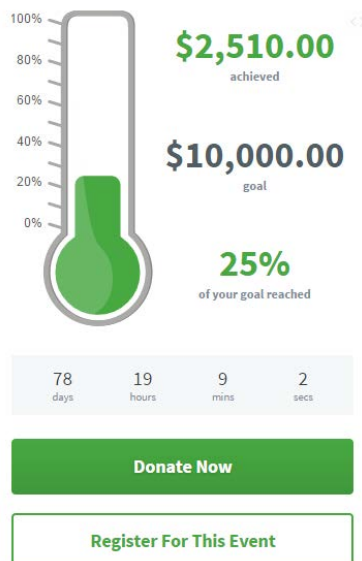 100%
80%
60%
40%
20%
0%
$2,510.00
achieved
$10,000.00
goal
25%
of your goal reached
78 19 9 2
days hours mins secs
Donate Now
Register For This Event